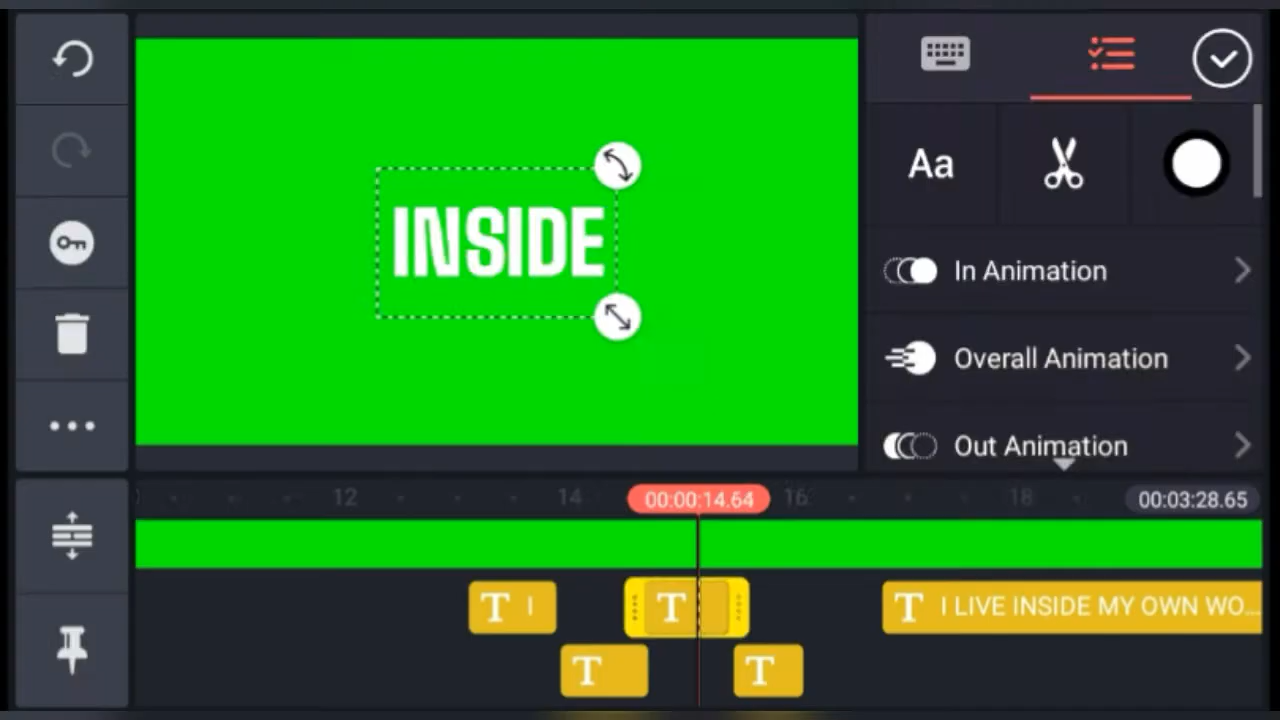 INSIDE
Aa
In Animation
Overall Animation
Out Animation
12
14
00:00:14.64
16
18
00:03:28.65
T I
T
T I LIVE INSIDE MY OWN WO...
T
T